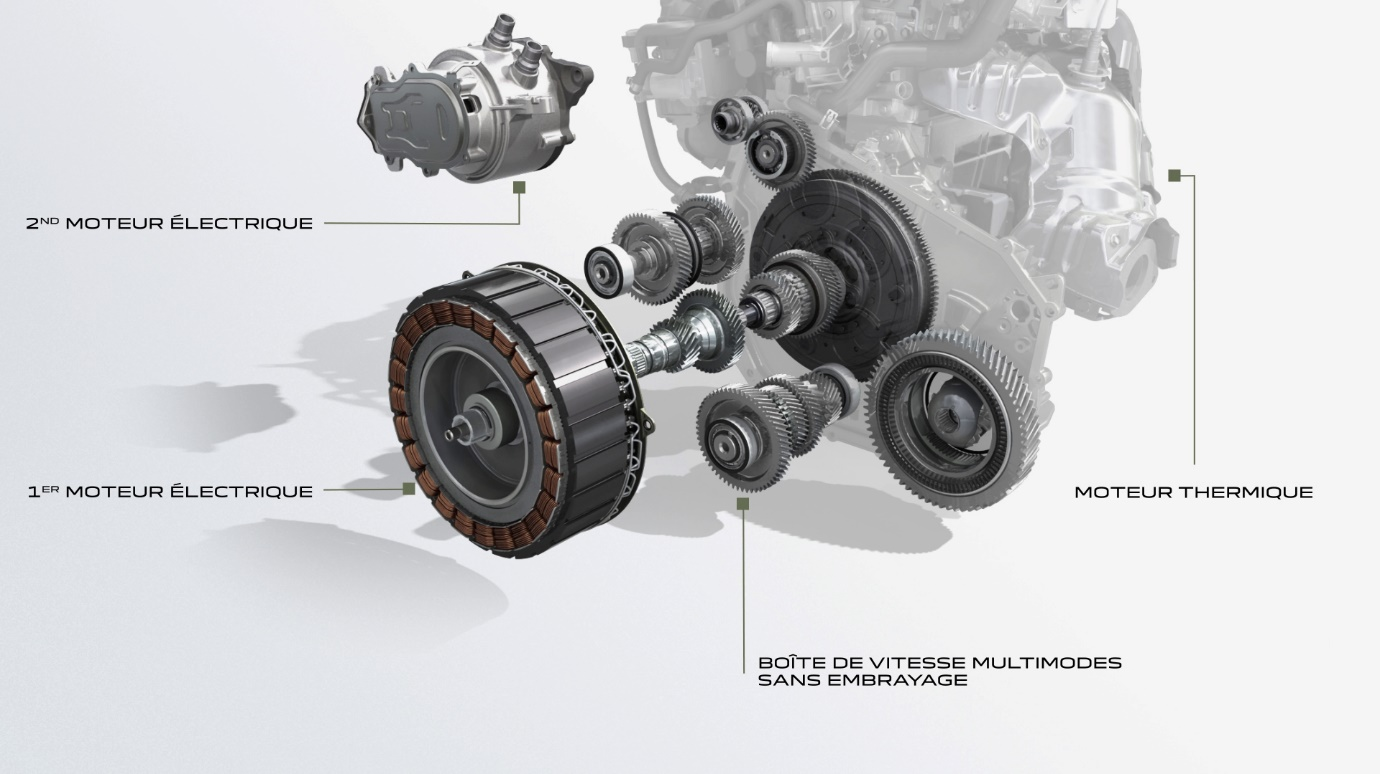 2ND MOTEUR ÉLECTRIQUE
1ER MOTEUR ÉLECTRIQUE
MOTEUR THERMIQUE
BOÎTE DE VITESSE MULTIMODES
SANS EMBRAYAGE